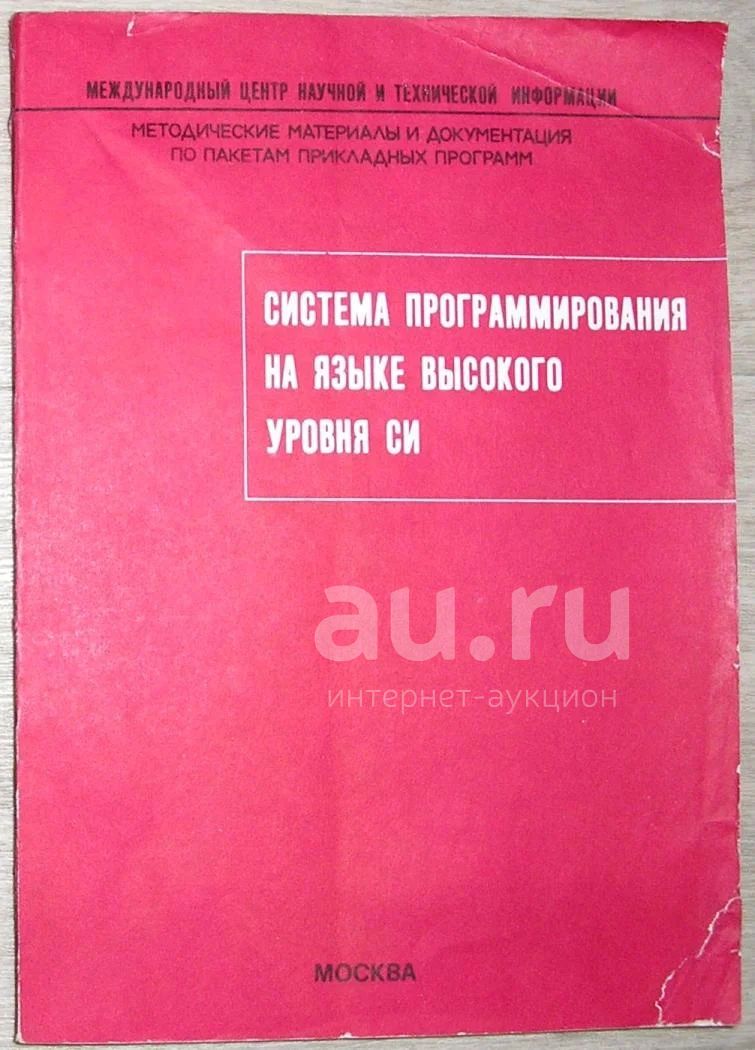 МЕЖДУНАРОДНЫЙ ЦЕНТР НАУЧНОЙ И ТЕХНИЧЕСКОЙ ИНФОРМАЦИИ
МЕТОДИЧЕСКИЕ МАТЕРИАЛЫ И ДОКУМЕНТАЦИЯ
ПО ПАКЕТАМ ПРИКЛАДНЫХ ПРОГРАММ
СИСТЕМА ПРОГРАММИРОВАНИЯ
НА ЯЗЫКЕ ВЫСОКОГО
УРОВНЯ СИ
au.ru
интернет-аукцион
МОСКВА